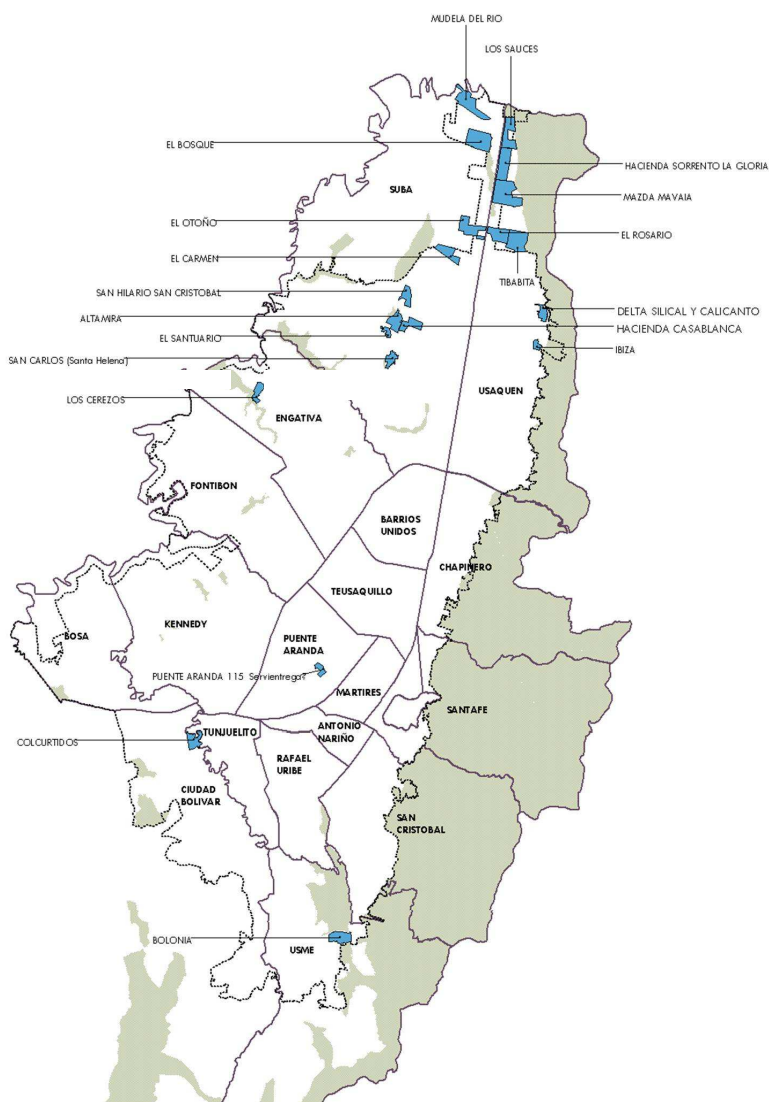 MUDELA DEL RIO
LOS SAUCES
EL BOSQUE
HACIENDA SORRENTO LA GLORIA
SUBA
MAZDA MAVAIA
EL OTOÑO
EL ROSARIO
EL CARMEN
TIBABITA
SAN HILARIO SAN CRISTOBAL
DELTA SILICAL Y CALICANTO
ALTAMIRA
HACIENDA CASABLANCA
EL SANTUARIO
IBIZA
SAN CARLOS (Santa Helena)
USAQUEN
LOS CEREZOS
ENGATIVA
FONTIBON
BARRIOS
UNIDOS
CHAPINERO
TEUSAQUILLO
KENNEDY
BOSA
PUENTE
ARANDA
PUENTE ARANDA 115 Servientrega?
MARTIRES
SANTAFE
COLCURTIDOS
TUNJUELITO
ANTONIO
NARIÑO
RAFAEL
URIBE
CIUDAD
BOLIVAR
SAN
CRISTOBAL
BOLONIA
USME